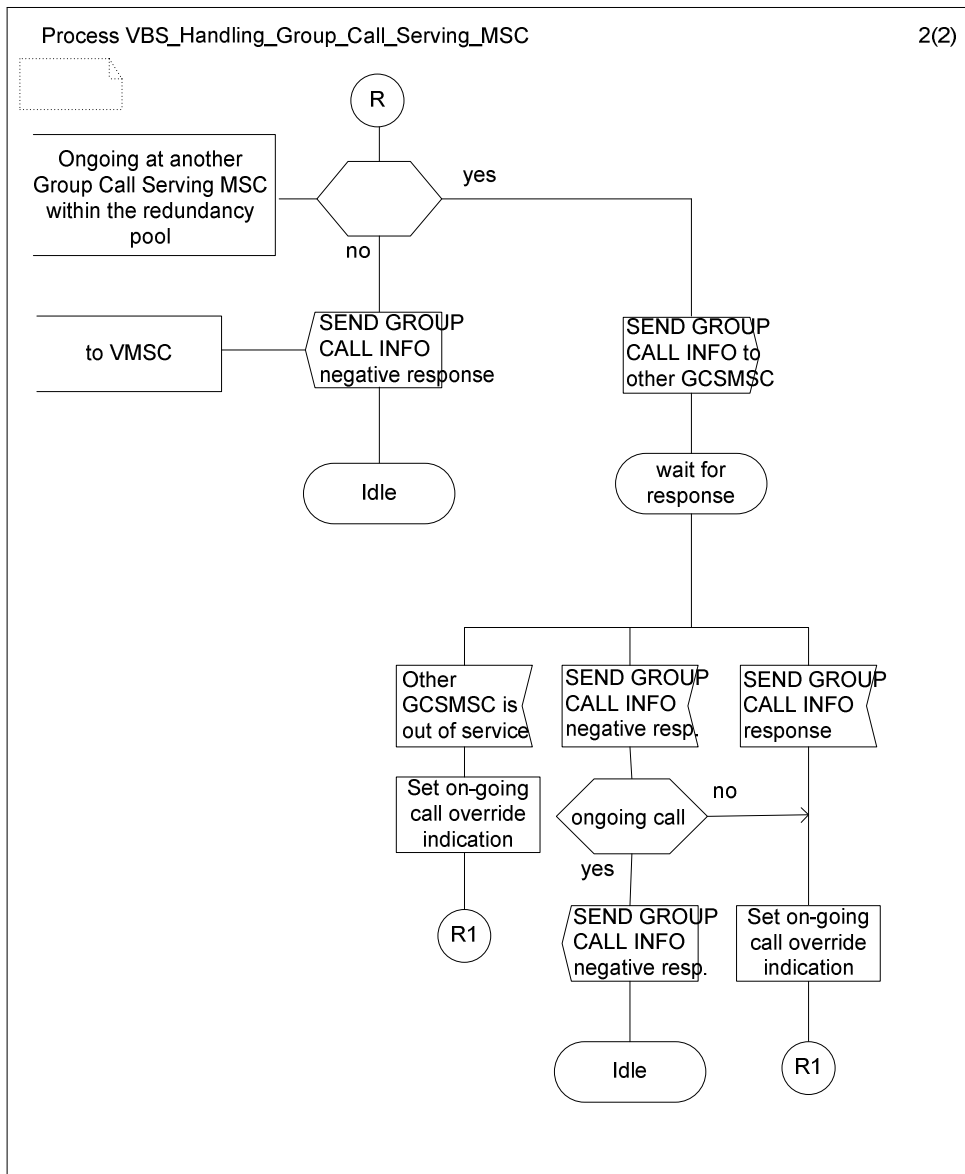 Process VBS_Handling_Group_Call_Serving_MSC
2(2)
R
Ongoing at another
Group Call Serving MSC
within the redundancy
pool
yes
no
SEND GROUP
CALL INFO
negative response
to VMSC
SEND GROUP
CALL INFO to
other GCSMSC
Idle
wait for
response
Other
GCSMSC is
out of service
SEND GROUP
CALL INFO
negative resp.
SEND GROUP
CALL INFO
response
Set on-going
call override
indication
ongoing call
no
yes
R1
SEND GROUP
CALL INFO
negative resp.
Set on-going
call override
indication
Idle
R1